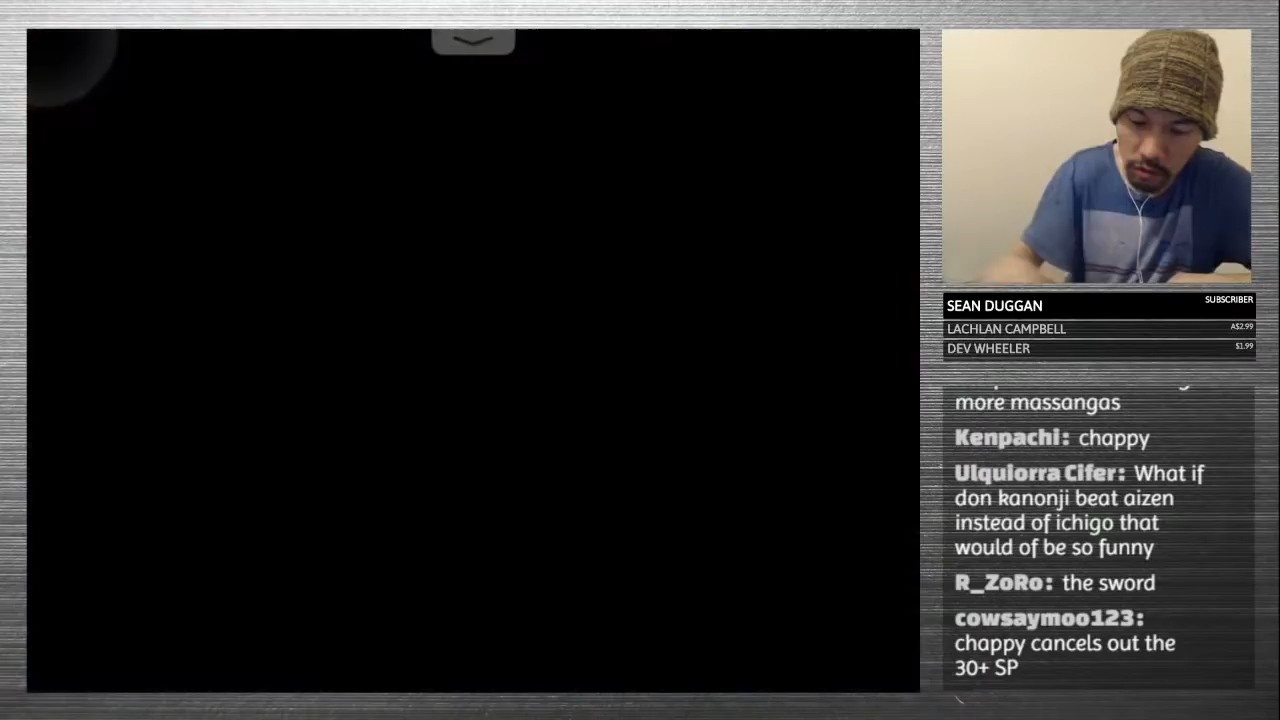 SEAN DUGGAN
SUBSCRIBER
LACHLAN CAMPBELL
A$2.99
DEV WHEELER
$1.99
more massangas
Kenpachi: chappy
Ulquiorra Cifer: What if
don kanonji beat aizen
instead of ichigo that
would of be so funny
R_ZoRo: the sword
cowsaymoo123:
chappy cancels out the
30+ SP